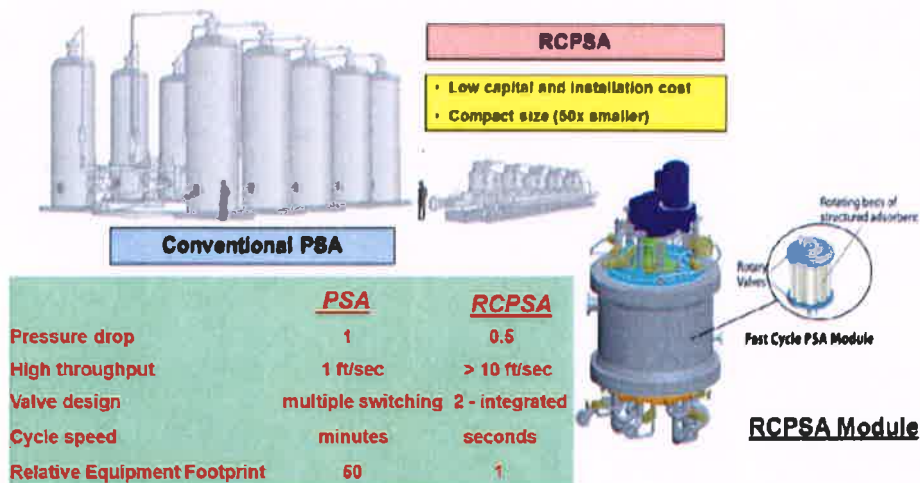 RCPSA
• Low capital and installation cost
• Compact size (50x smaller)
Conventional PSA
Rotating beds of
structured adsorbent
Rotary
Valves
Fast Cycle PSA Module
RCPSA Module
PSA RCPSA
Pressure drop 1 0.5
High throughput 1 ft/sec > 10 ft/sec
Valve design multiple switching 2 - integrated
Cycle speed minutes seconds
Relative Equipment Footprint 50 1